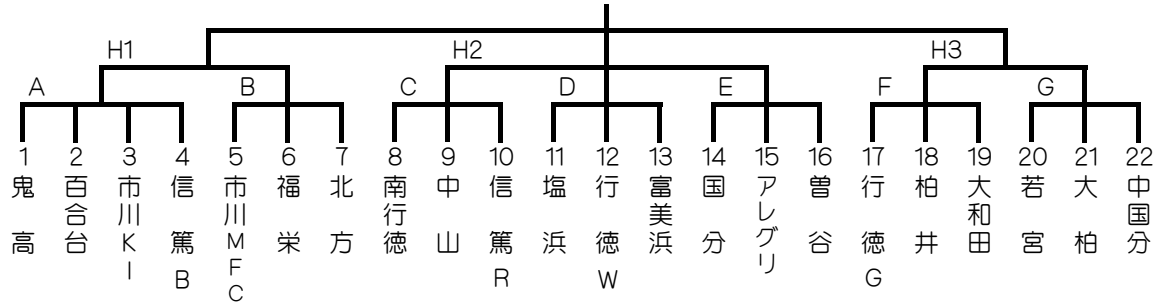 H1 H2 H3
A B C D E F G
1 2 3 4 5 6 7 8 9 10 11 12 13 14 15 16 17 18 19 20 21 22
鬼高
百合台
市川KI
信篤B
市川MFC
福栄
北方
南行徳
中山
信篤R
塩浜
行徳W
富美浜
国分
アレグリ
曽谷
行徳G
柏井
大和田
若宮
大柏
中国分